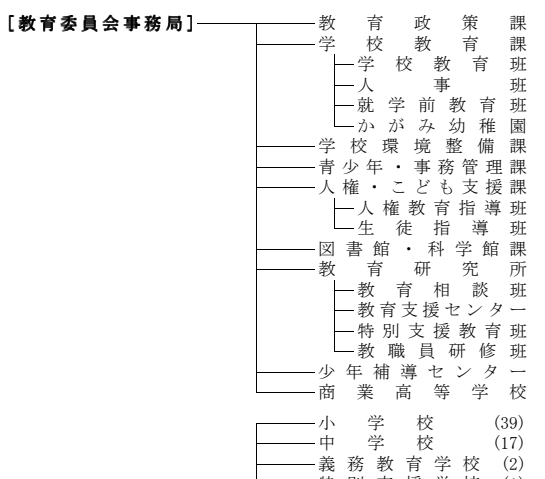 [教育委員会事務局]
教育政策課
学校教育課
学校教育班
人事班
就学前教育班
かがみ幼稚園
学校環境整備課
青少年・事務管理課
人権・こども支援課
人権教育指導班
生徒指導班
図書館・科学館課
教育研究所
教育相談班
教育支援センター
特別支援教育班
教職員研修班
少年補導センター
商業高等学校
小学校 (39)
中学校 (17)
義務教育学校 (2)